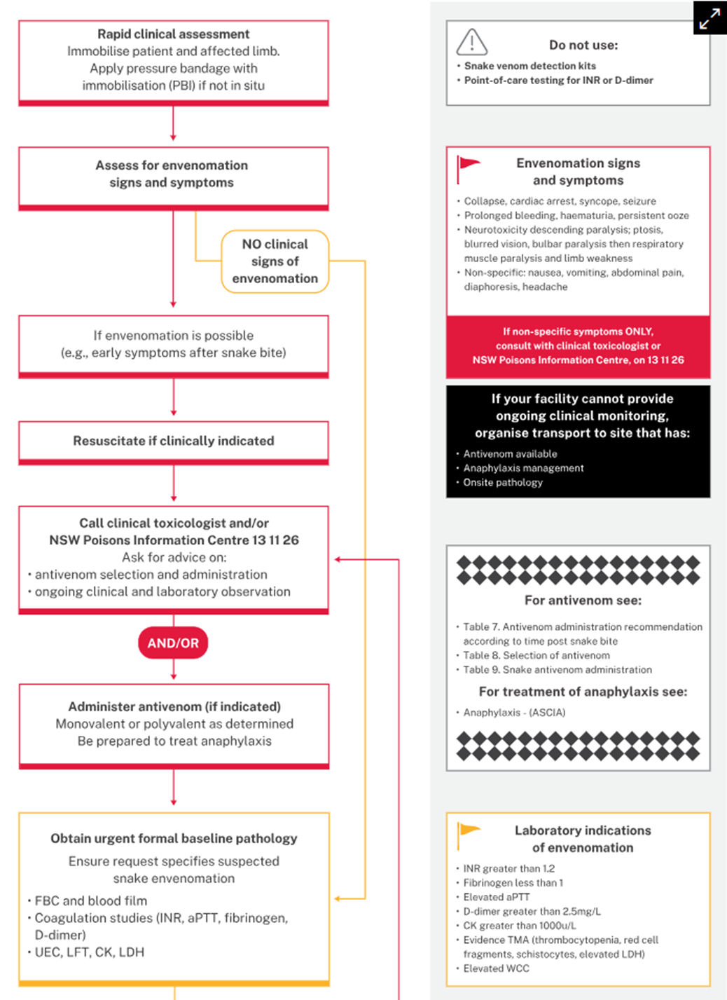 Rapid clinical assessment
Immobilise patient and affected limb.
Apply pressure bandage with
immobilisation (PBI) if not in situ
Assess for envenomation
signs and symptoms
NO clinical
signs of
envenomation
If envenomation is possible
(e.g., early symptoms after snake bite)
Resuscitate if clinically indicated
Call clinical toxicologist and/or
NSW Poisons Information Centre 13 11 26
Ask for advice on:
• antivenom selection and administration
• ongoing clinical and laboratory observation
AND/OR
Administer antivenom (if indicated)
Monovalent or polyvalent as determined
Be prepared to treat anaphylaxis
Obtain urgent formal baseline pathology
Ensure request specifies suspected
snake envenomation
• FBC and blood film
• Coagulation studies (INR, aPTT, fibrinogen,
D-dimer)
• UEC, LFT, CK, LDH
Do not use:
• Snake venom detection kits
• Point-of-care testing for INR or D-dimer
Envenomation signs
and symptoms
• Collapse, cardiac arrest, syncope, seizure
• Prolonged bleeding, haematuria, persistent ooze
• Neurotoxicity descending paralysis; ptosis,
blurred vision, bulbar paralysis then respiratory
muscle paralysis and limb weakness
• Non-specific: nausea, vomiting, abdominal pain,
diaphoresis, headache
If non-specific symptoms ONLY,
consult with clinical toxicologist or
NSW Poisons Information Centre, on 13 11 26
If your facility cannot provide
ongoing clinical monitoring,
organise transport to site that has:
• Antivenom available
• Anaphylaxis management
• Onsite pathology
For antivenom see:
• Table 7. Antivenom administration recommendation
according to time post snake bite
• Table 8. Selection of antivenom
• Table 9. Snake antivenom administration
For treatment of anaphylaxis see:
• Anaphylaxis - (ASCIA)
Laboratory indications
of envenomation
• INR greater than 1.2
• Fibrinogen less than 1
• Elevated aPTT
• D-dimer greater than 2.5mg/L
• CK greater than 1000u/L
• Evidence TMA (thrombocytopenia, red cell
fragments, schistocytes, elevated LDH)
• Elevated WCC